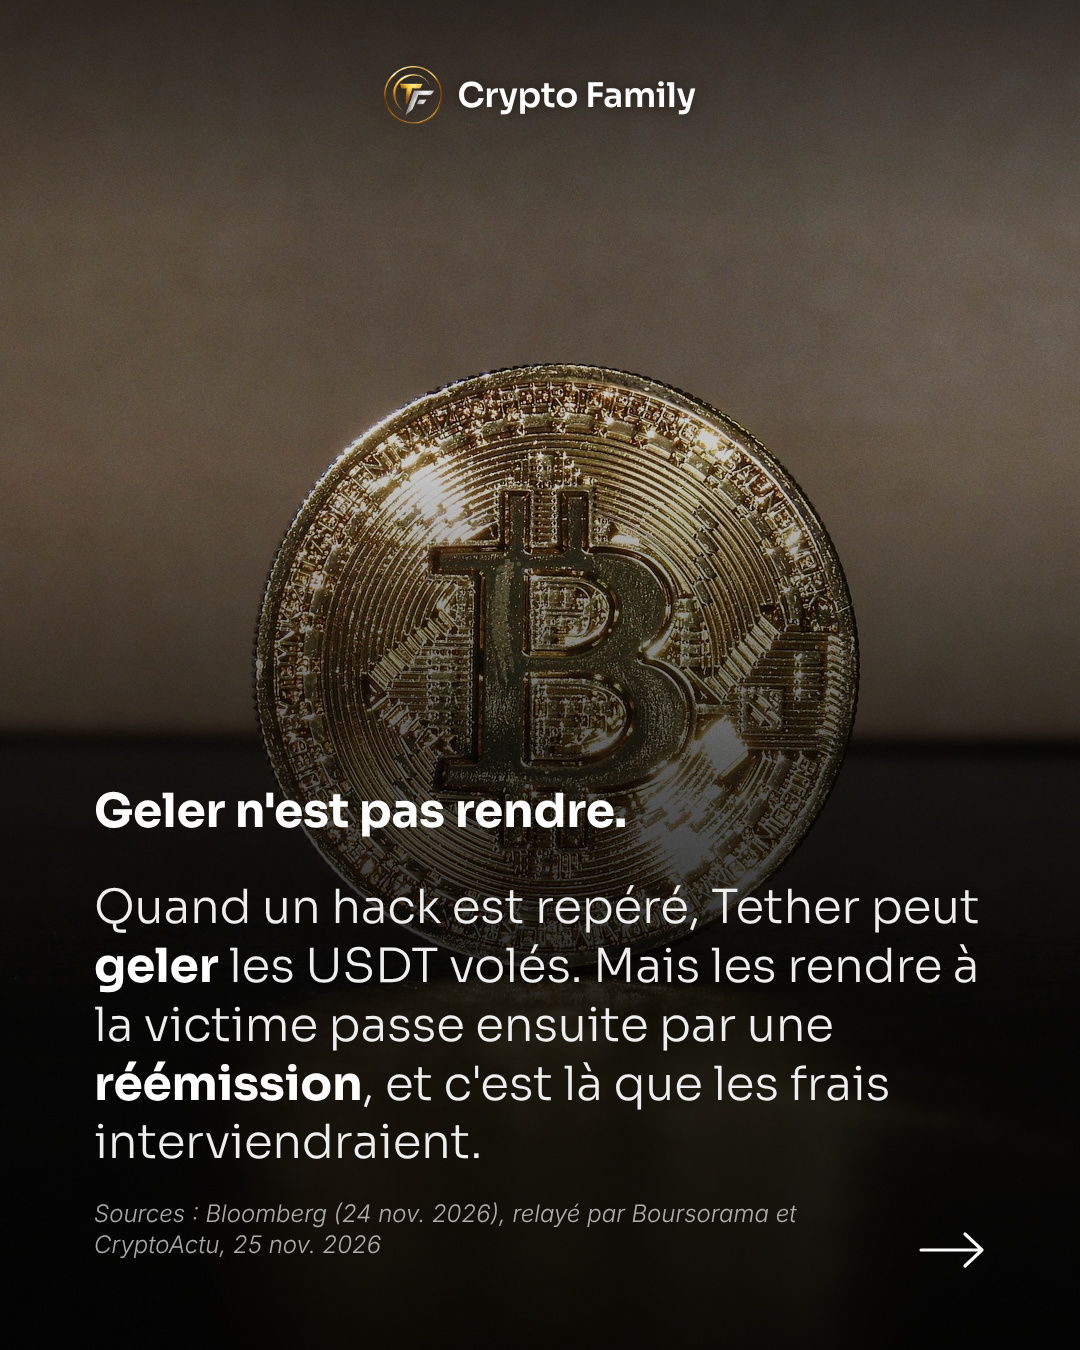 Crypto Family
Geler n'est pas rendre.
Quand un hack est repéré, Tether peut
geler les USDT volés. Mais les rendre à
la victime passe ensuite par une
réémission, et c'est là que les frais
interviendraient.
Sources : Bloomberg (24 nov. 2026), relayé par Boursorama et
CryptoActu, 25 nov. 2026